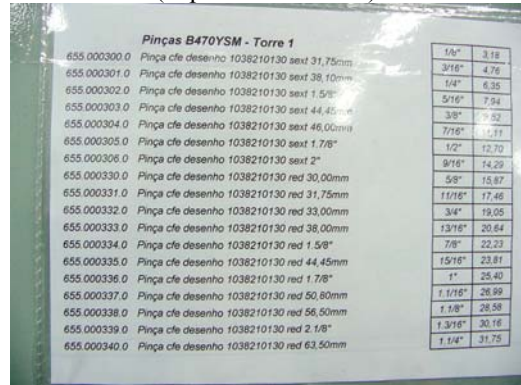 Pinças B470YSM - Torre 1
655.000300.0 Pinça cfe desenho 1038210130 sext 31,75mm
655.000301.0 Pinça cfe desenho 1038210130 sext 38,10mm
655.000302.0 Pinça cfe desenho 1038210130 sext 1.5/8"
655.000303.0 Pinça cfe desenho 1038210130 sext 44,45mm
655.000304.0 Pinça cfe desenho 1038210130 sext 46,00mm
655.000305.0 Pinça cfe desenho 1038210130 sext 1.7/8"
655.000306.0 Pinça cfe desenho 1038210130 sext 2"
655.000330.0 Pinça cfe desenho 1038210130 red 30,00mm
655.000331.0 Pinça cfe desenho 1038210130 red 31,75mm
655.000332.0 Pinça cfe desenho 1038210130 red 33,00mm
655.000333.0 Pinça cfe desenho 1038210130 red 38,00mm
655.000334.0 Pinça cfe desenho 1038210130 red 1.5/8"
655.000335.0 Pinça cfe desenho 1038210130 red 44,45mm
655.000336.0 Pinça cfe desenho 1038210130 red 1.7/8"
655.000337.0 Pinça cfe desenho 1038210130 red 50,80mm
655.000338.0 Pinça cfe desenho 1038210130 red 56,50mm
655.000339.0 Pinça cfe desenho 1038210130 red 2.1/8"
655.000340.0 Pinça cfe desenho 1038210130 red 63,50mm
1/8" 3,18
3/16" 4,76
1/4" 6,35
5/16" 7,94
3/8" 9,52
7/16" 11,11
1/2" 12,70
9/16" 14,29
5/8" 15,87
11/16" 17,46
3/4" 19,05
13/16" 20,64
7/8" 22,23
15/16" 23,81
1" 25,40
1.1/16" 26,99
1.1/8" 28,58
1.3/16" 30,16
1.1/4" 31,75